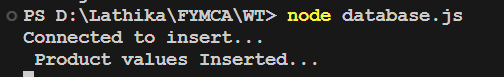 PS D:\Lathika\FYMCA\WT> node database.js
Connected to insert...
 Product values Inserted...